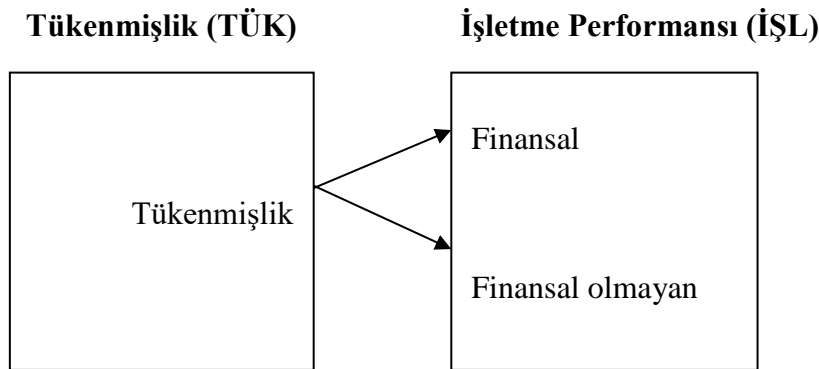 Tükenmişlik (TÜK)
İşletme Performansı (İŞL)
Tükenmişlik
Finansal
Finansal olmayan